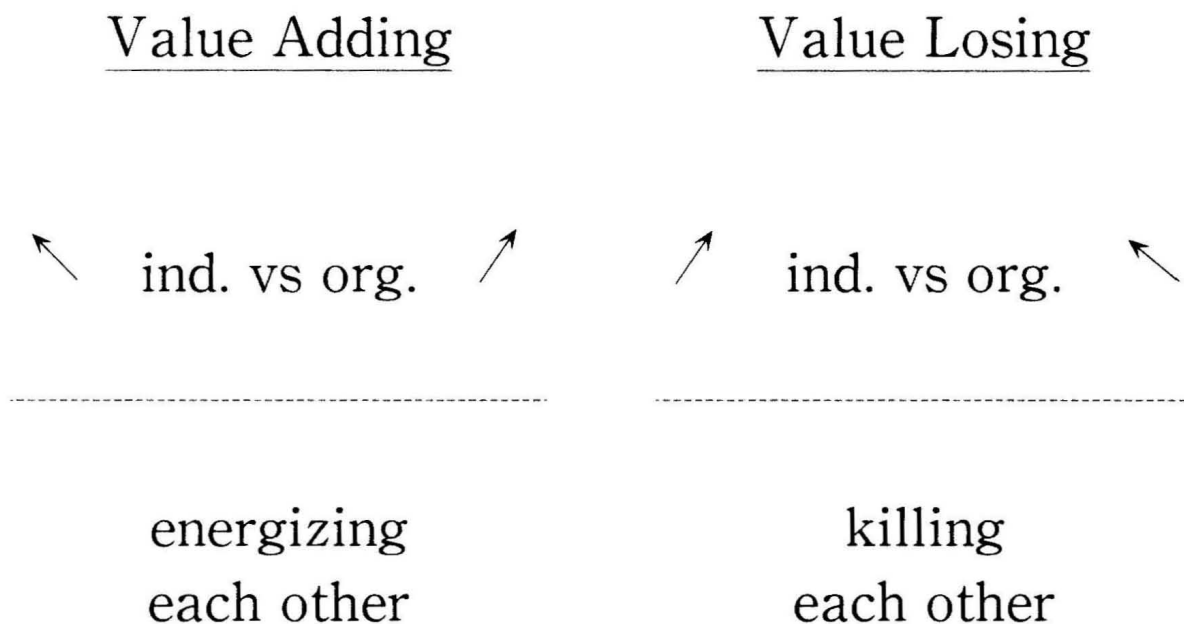 Value Adding
Value Losing
ind. vs org.
ind. vs org.
energizing
each other
killing
each other